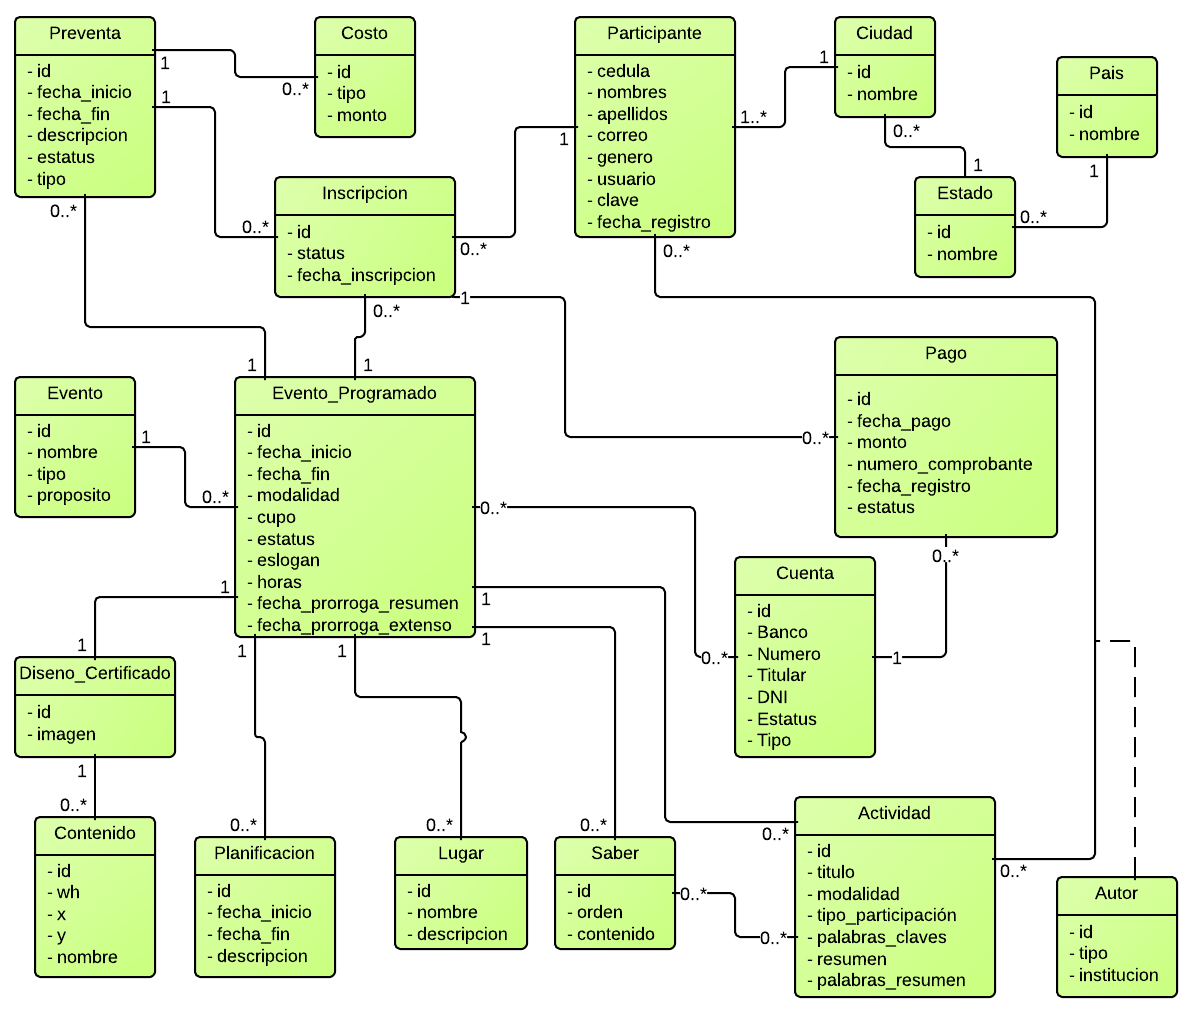 Preventa
- id
- fecha_inicio
- fecha_fin
- descripcion
- estatus
- tipo
1
1
0..*
0..*
Costo
- id
- tipo
- monto
Participante
- cedula
- nombres
- apellidos
- correo
- genero
- usuario
- clave
- fecha_registro
1
1..*
0..*
Ciudad
- id
- nombre
1
0..*
Pais
- id
- nombre
1
Estado
- id
- nombre
1
0..*
Inscripcion
- id
- status
- fecha_inscripcion
0..*
0..*
0..*
1
Evento
- id
- nombre
- tipo
- proposito
1
0..*
Evento_Programado
- id
- fecha_inicio
- fecha_fin
- modalidad
- cupo
- estatus
- eslogan
- horas
- fecha_prorroga_resumen
- fecha_prorroga_extenso
1
1
0..*
1
1
1
1
1
Pago
- id
- fecha_pago
- monto
- numero_comprobante
- fecha_registro
- estatus
0..*
0..*
Cuenta
- id
- Banco
- Numero
- Titular
- DNI
- Estatus
- Tipo
0..*
1
Diseno_Certificado
- id
- imagen
1
1
0..*
Contenido
- id
- wh
- x
- y
- nombre
0..*
Planificacion
- id
- fecha_inicio
- fecha_fin
- descripcion
0..*
Lugar
- id
- nombre
- descripcion
0..*
Saber
- id
- orden
- contenido
0..*
0..*
0..*
Actividad
- id
- titulo
- modalidad
- tipo_participación
- palabras_claves
- resumen
- palabras_resumen
0..*
Autor
- id
- tipo
- institucion